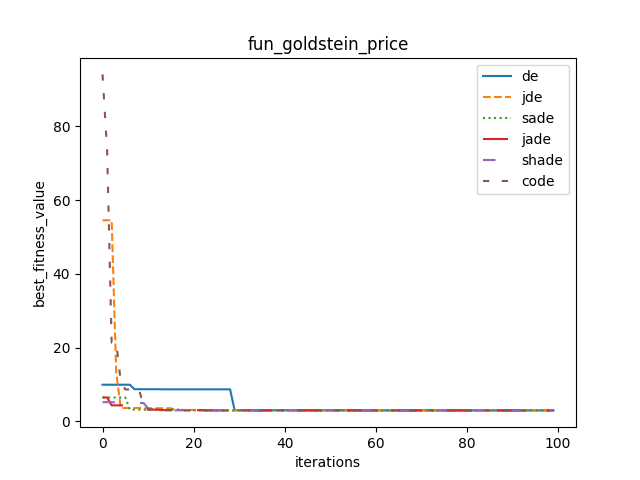 fun_goldstein_price
de
jde
sade
jade
shade
code
best_fitness_value
80
60
40
20
0
0 20 40 60 80 100
iterations